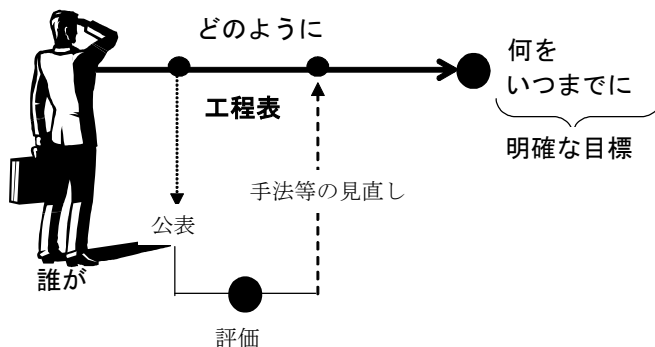 どのように
何を
いつまでに
工程表
明確な目標
手法等の見直し
公表
誰が
評価